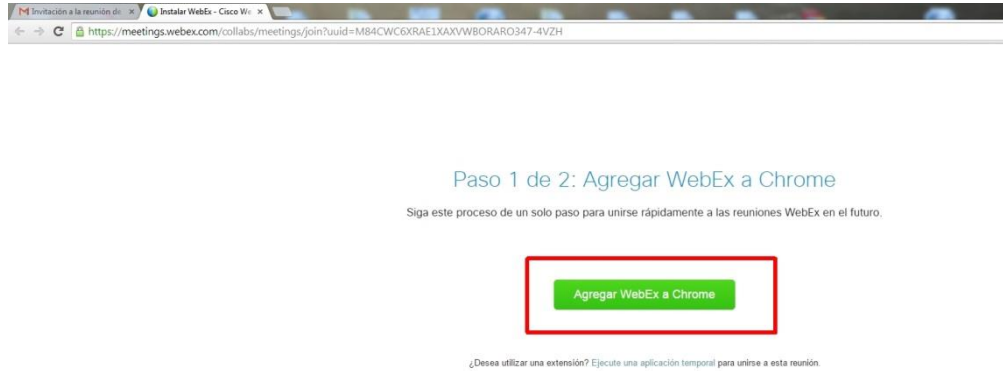 Invitación a la reunión de
Instalar WebEx - Cisco We
https://meetings.webex.com/collabs/meetings/join?uuid=M84CWC6XRAE1XAXVWBORARO347-4VZH
Paso 1 de 2: Agregar WebEx a Chrome
Siga este proceso de un solo paso para unirse rápidamente a las reuniones WebEx en el futuro.
Agregar WebEx a Chrome
¿Desea utilizar una extensión? Ejecute una aplicación temporal para unirse a esta reunión.